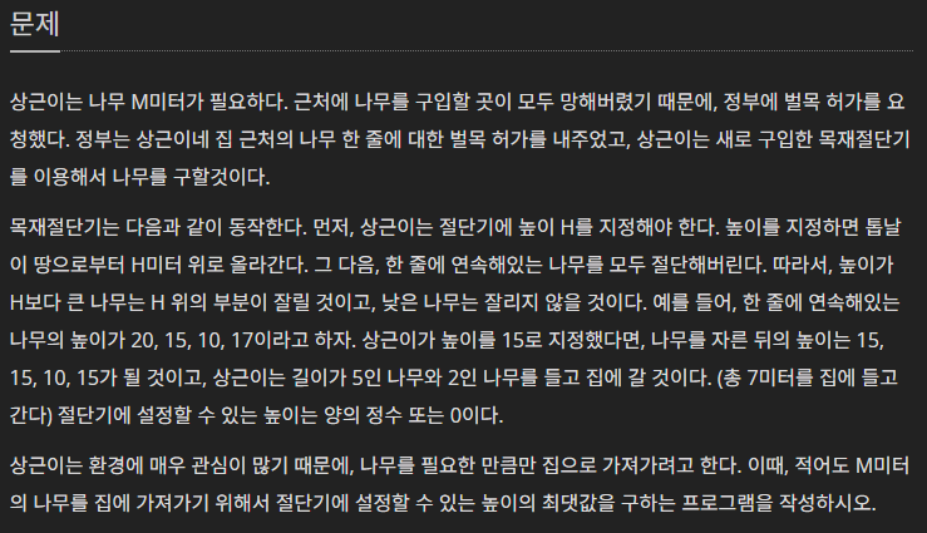 문제
상근이는 나무 M미터가 필요하다. 근처에 나무를 구입할 곳이 모두 망해버렸기 때문에, 정부에 벌목 허가를 요
청했다. 정부는 상근이네 집 근처의 나무 한 줄에 대한 벌목 허가를 내주었고, 상근이는 새로 구입한 목재절단기
를 이용해서 나무를 구할것이다.
목재절단기는 다음과 같이 동작한다. 먼저, 상근이는 절단기에 높이 H를 지정해야 한다. 높이를 지정하면 톱날
이 땅으로부터 H미터 위로 올라간다. 그 다음, 한 줄에 연속해있는 나무를 모두 절단해버린다. 따라서, 높이가
H보다 큰 나무는 H 위의 부분이 잘릴 것이고, 낮은 나무는 잘리지 않을 것이다. 예를 들어, 한 줄에 연속해있는
나무의 높이가 20, 15, 10, 17이라고 하자. 상근이가 높이를 15로 지정했다면, 나무를 자른 뒤의 높이는 15,
15, 10, 15가 될 것이고, 상근이는 길이가 5인 나무와 2인 나무를 들고 집에 갈 것이다. (총 7미터를 집에 들고
간다) 절단기에 설정할 수 있는 높이는 양의 정수 또는 0이다.
상근이는 환경에 매우 관심이 많기 때문에, 나무를 필요한 만큼만 집으로 가져가려고 한다. 이때, 적어도 M미터
의 나무를 집에 가져가기 위해서 절단기에 설정할 수 있는 높이의 최댓값을 구하는 프로그램을 작성하시오.